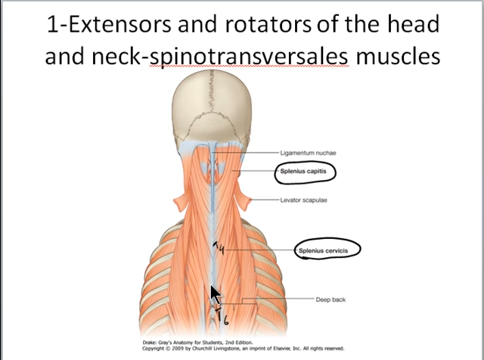 1-Extensors and rotators of the head
and neck-spinotransversales muscles
Ligamentum nuchae
Splenius capitis
Levator scapulae
T4
Splenius cervicis
Deep back
T6
Drake: Gray's Anatomy for Students, 2nd Edition.
Copyright © 2009 by Churchill Livingstone, an imprint of Elsevier, Inc. All rights reserved.